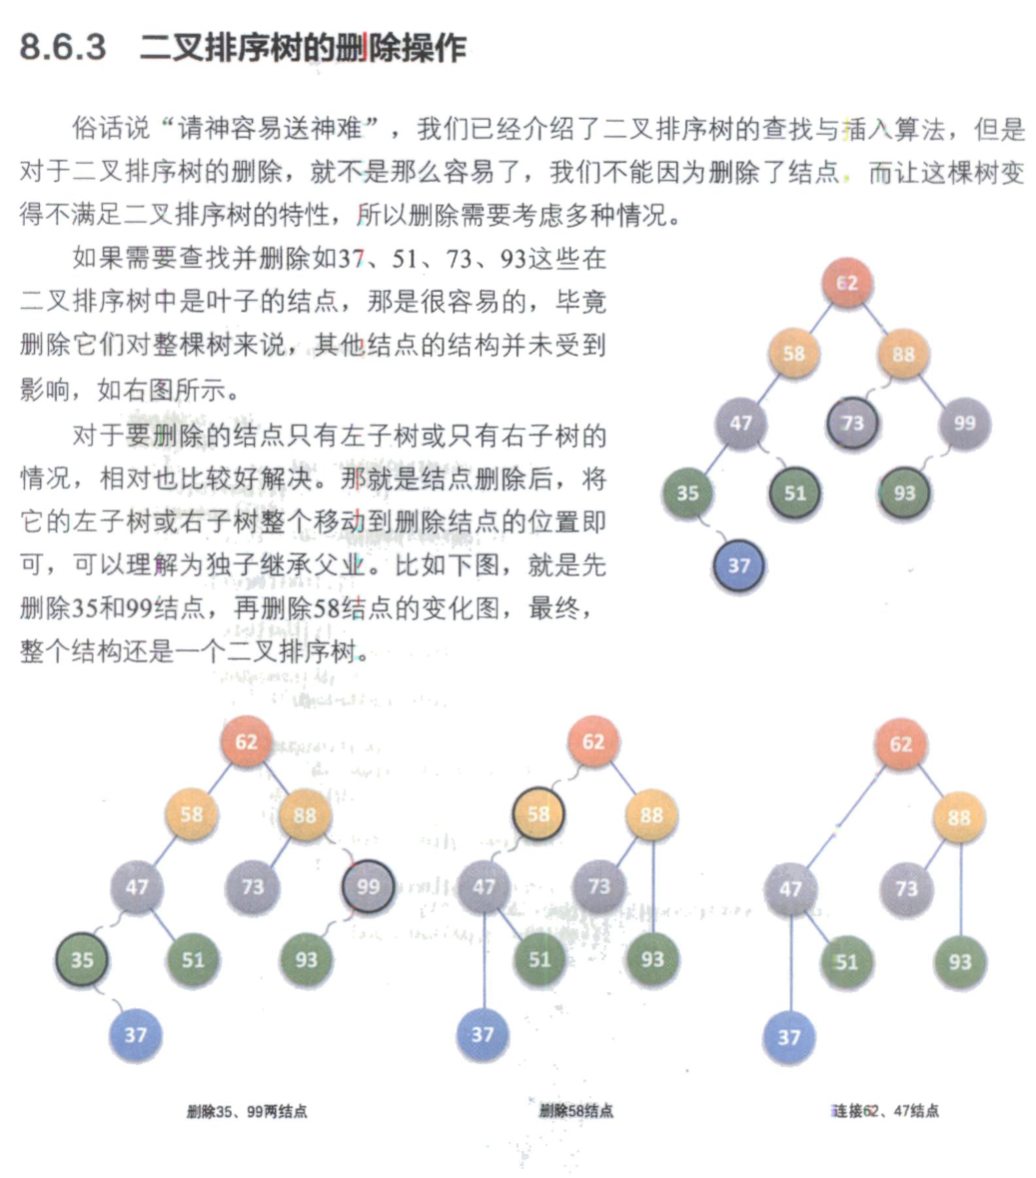 8.6.3 二叉排序树的删除操作
俗话说“请神容易送神难”，我们已经介绍了二叉排序树的查找与插入算法，但是
对于二叉排序树的删除，就不是那么容易了，我们不能因为删除了结点，而让这棵树变
得不满足二叉排序树的特性，所以删除需要考虑多种情况。
如果需要查找并删除如37、51、73、93这些在
二叉排序树中是叶子的结点，那是很容易的，毕竟
删除它们对整棵树来说，其他结点的结构并未受到
影响，如右图所示。
对于要删除的结点只有左子树或只有右子树的
情况，相对也比较好解决。那就是结点删除后，将
它的左子树或右子树整个移动到删除结点的位置即
可，可以理解为独子继承父业。比如下图，就是先
删除35和99结点，再删除58结点的变化图，最终，
整个结构还是一个二叉排序树。
62
58 88
47 73 99
35 51 93
37
62
58 88
47 73 99
35 51 93
37
删除35、99两结点
62
58 88
47 73
51 93
37
删除58结点
62
88
47 73
51 93
37
连接62、47结点